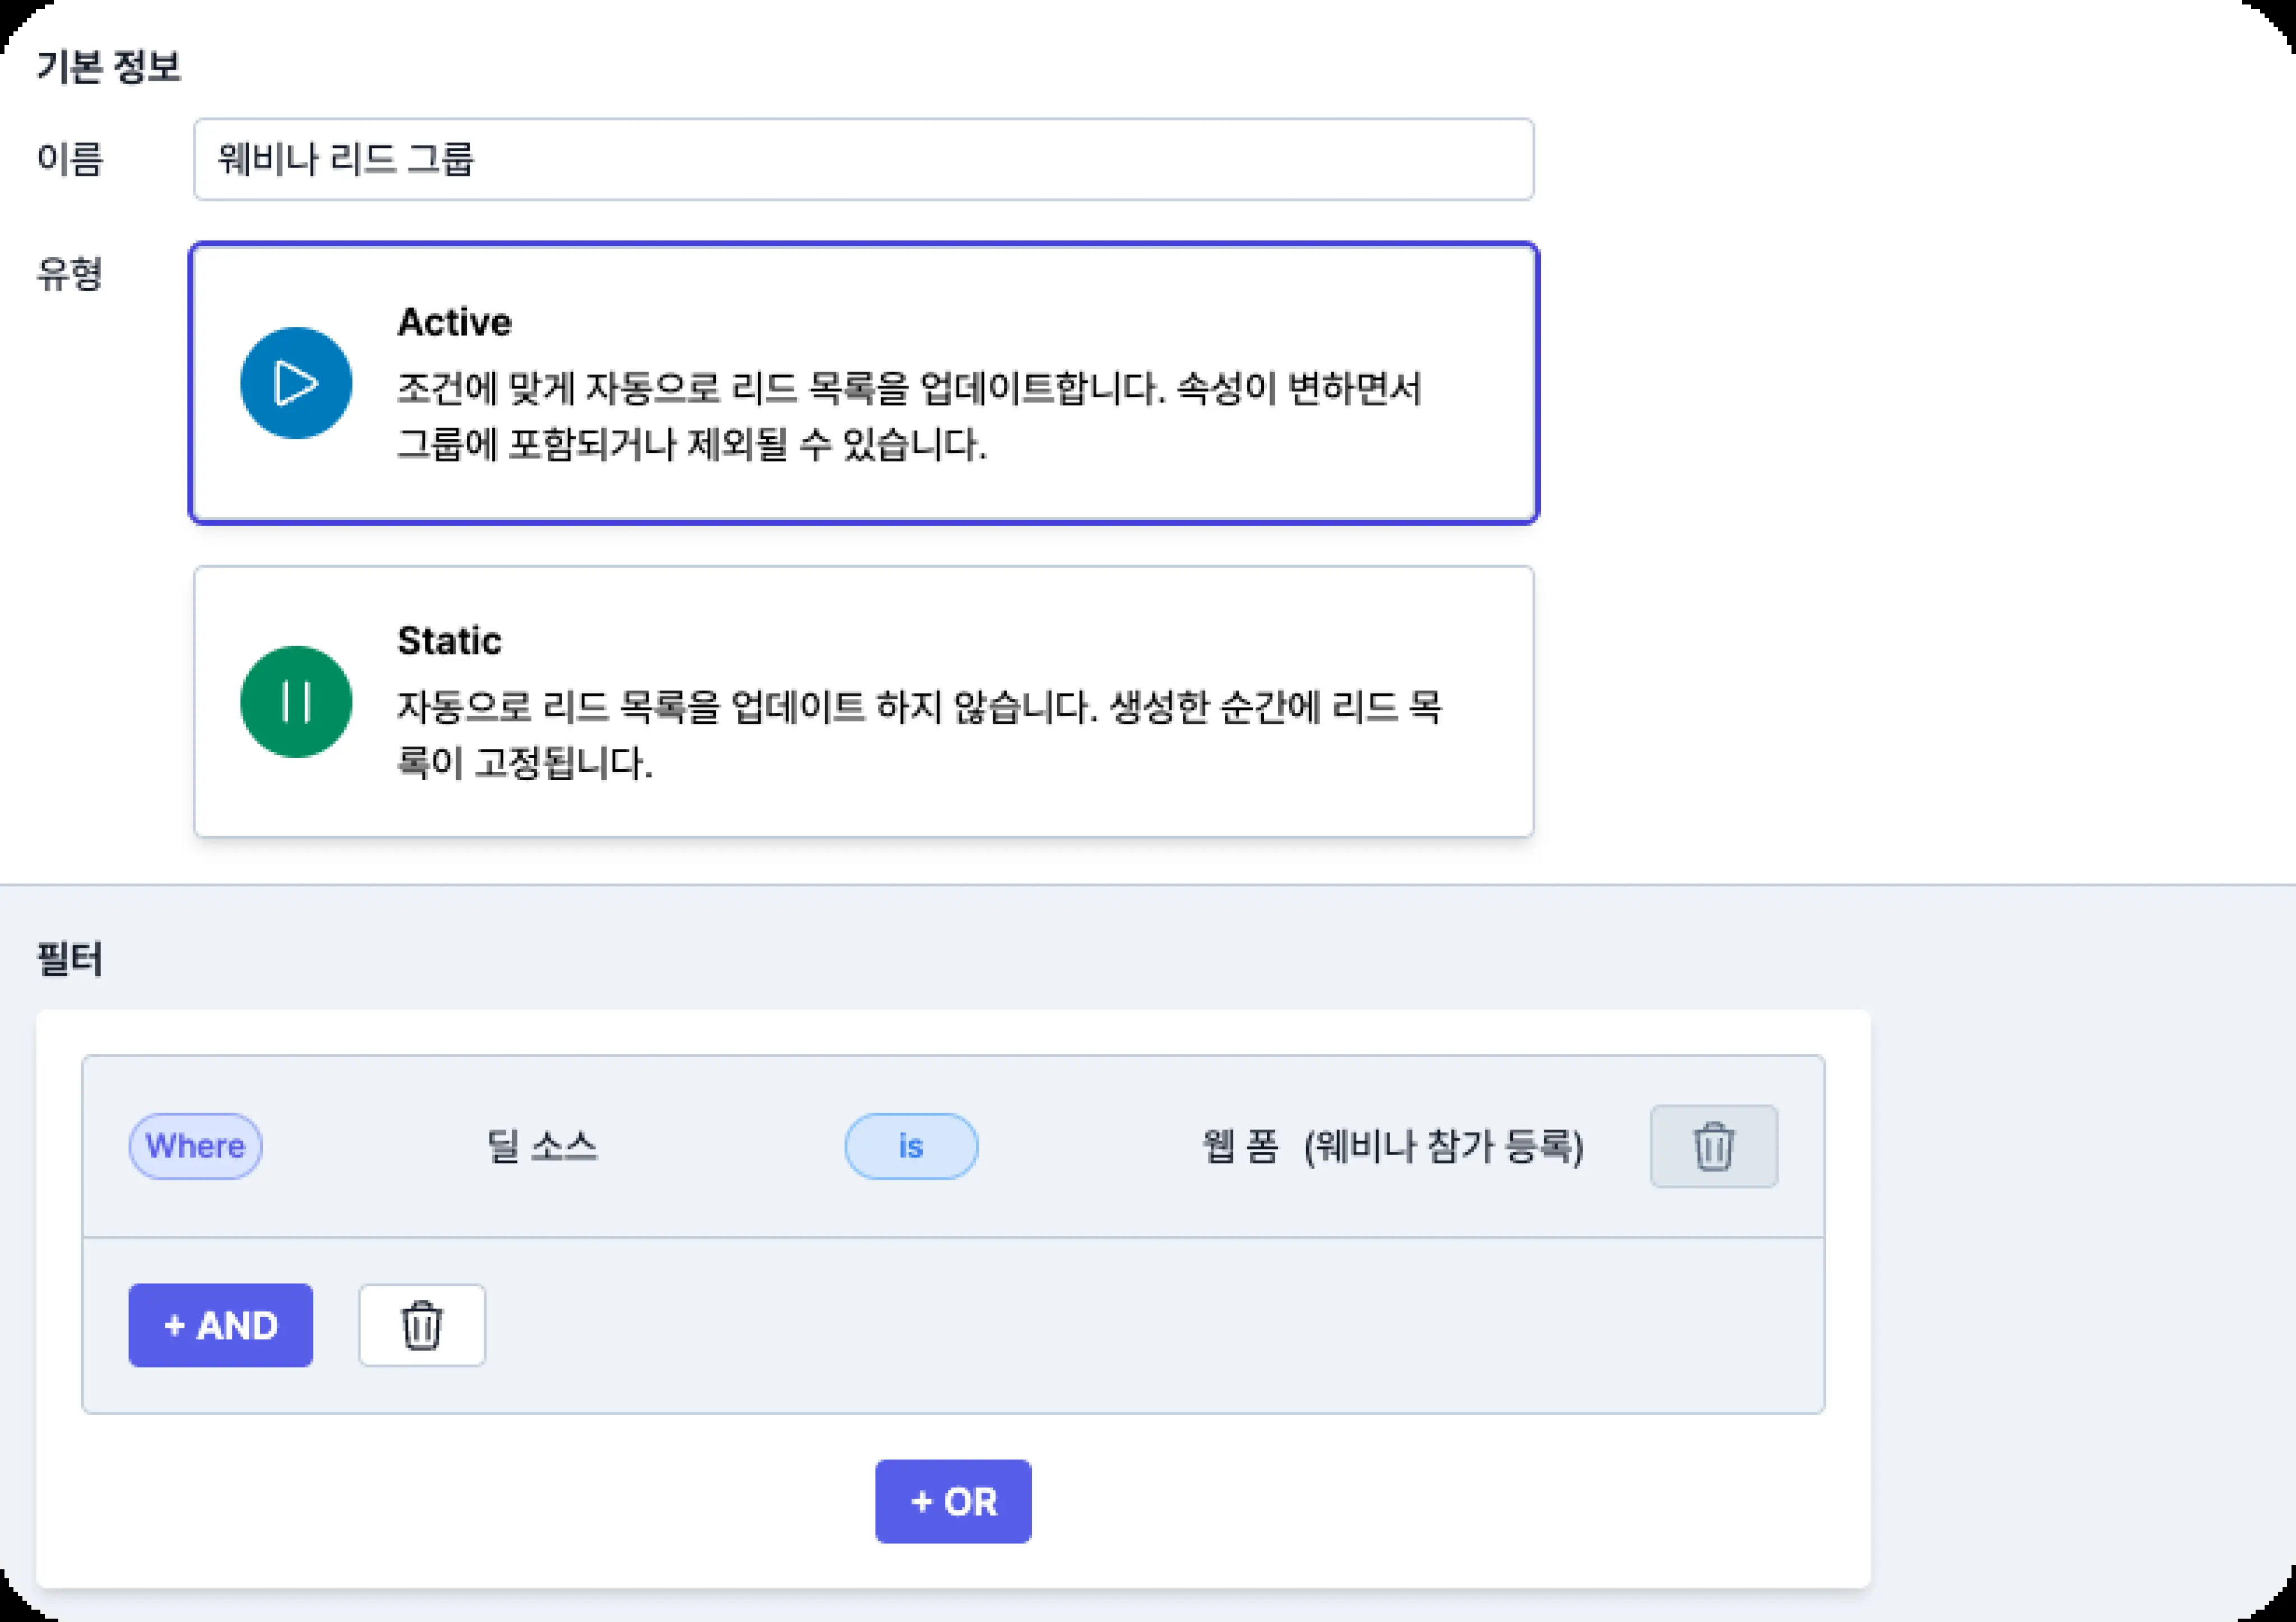 기본 정보
이름
웨비나 리드 그룹
유형
Active
조건에 맞게 자동으로 리드 목록을 업데이트합니다. 속성이 변하면서
그룹에 포함되거나 제외될 수 있습니다.
Static
자동으로 리드 목록을 업데이트 하지 않습니다. 생성한 순간에 리드 목
록이 고정됩니다.
필터
Where 딜 소스 is 웹 폼 (웨비나 참가 등록)
+ AND
+ OR